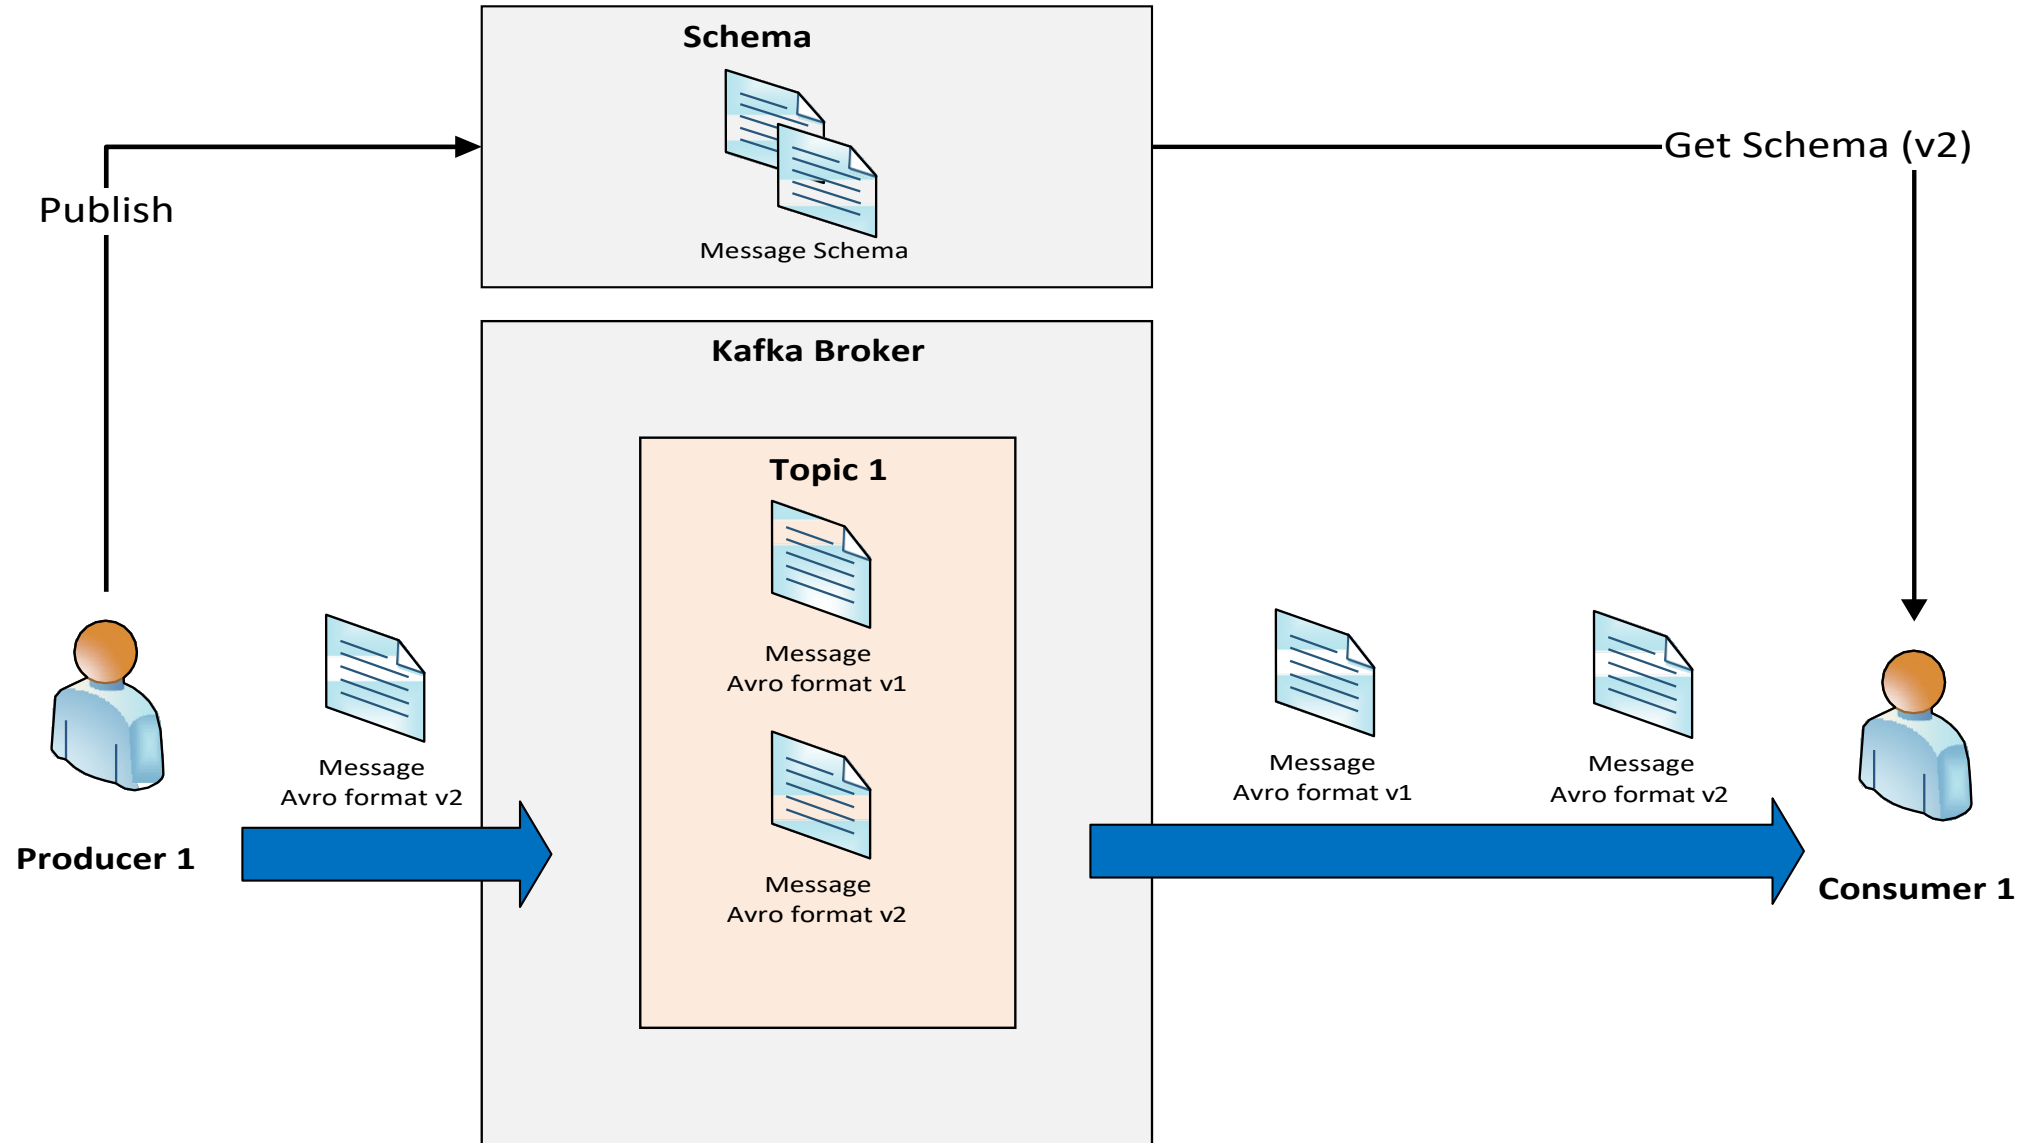 Schema
Message Schema
Publish
Get Schema (v2)
Kafka Broker
Topic 1
Message
Avro format v1
Message
Avro format v2
Message
Avro format v2
Message
Avro format v1
Message
Avro format v2
Producer 1
Consumer 1